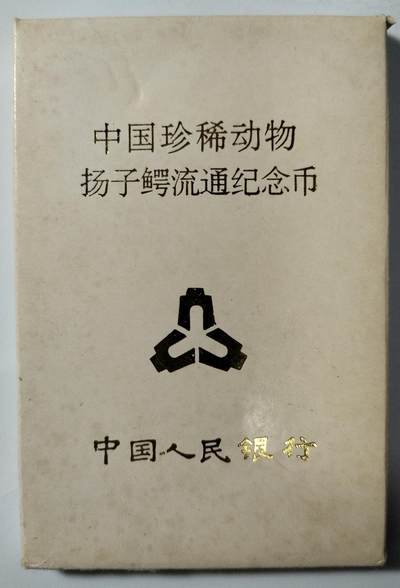 中国珍稀动物
扬子鳄流通纪念币
中国人民銀行